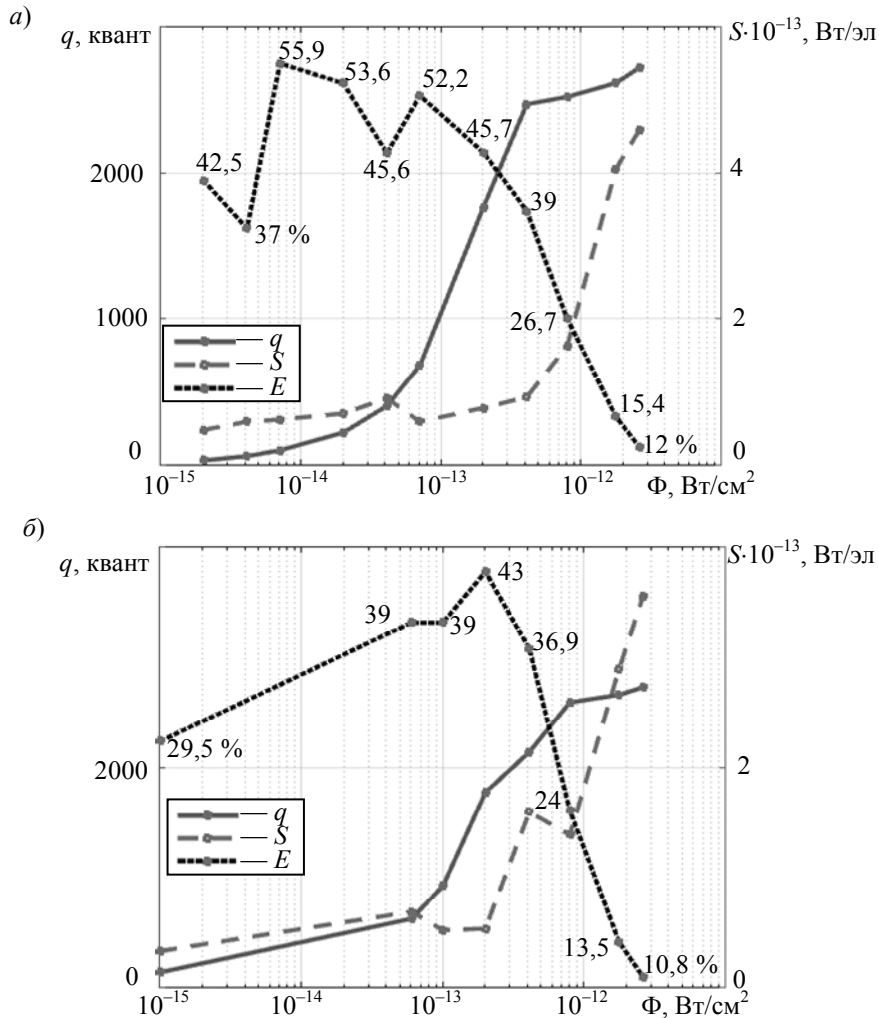 а)
q, квант
S·10⁻¹³, Вт/эл
55,9
53,6
52,2
45,7
42,5
45,6
2000
4
39
37 %
1000
26,7
2
q
S
E
15,4
0
12 %
0
10⁻¹⁵
10⁻¹⁴
10⁻¹³
10⁻¹²
Ф, Вт/см²
б)
q, квант
S·10⁻¹³, Вт/эл
43
39
39
36,9
29,5 %
2000
2
24
q
S
E
13,5
10,8 %
0
0
10⁻¹⁵
10⁻¹⁴
10⁻¹³
10⁻¹²
Ф, Вт/см²